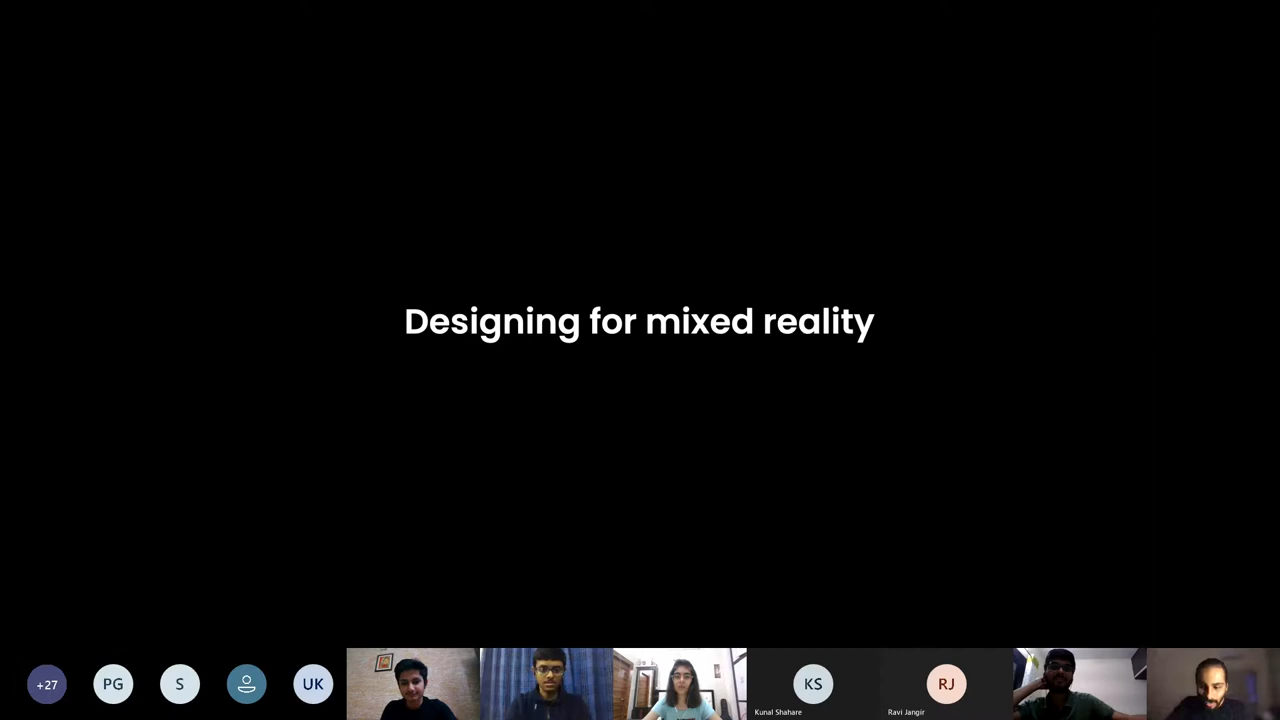 Designing for mixed reality
+27
PG
S
UK
KS
Kunal Shahare
RJ
Ravi Jangir